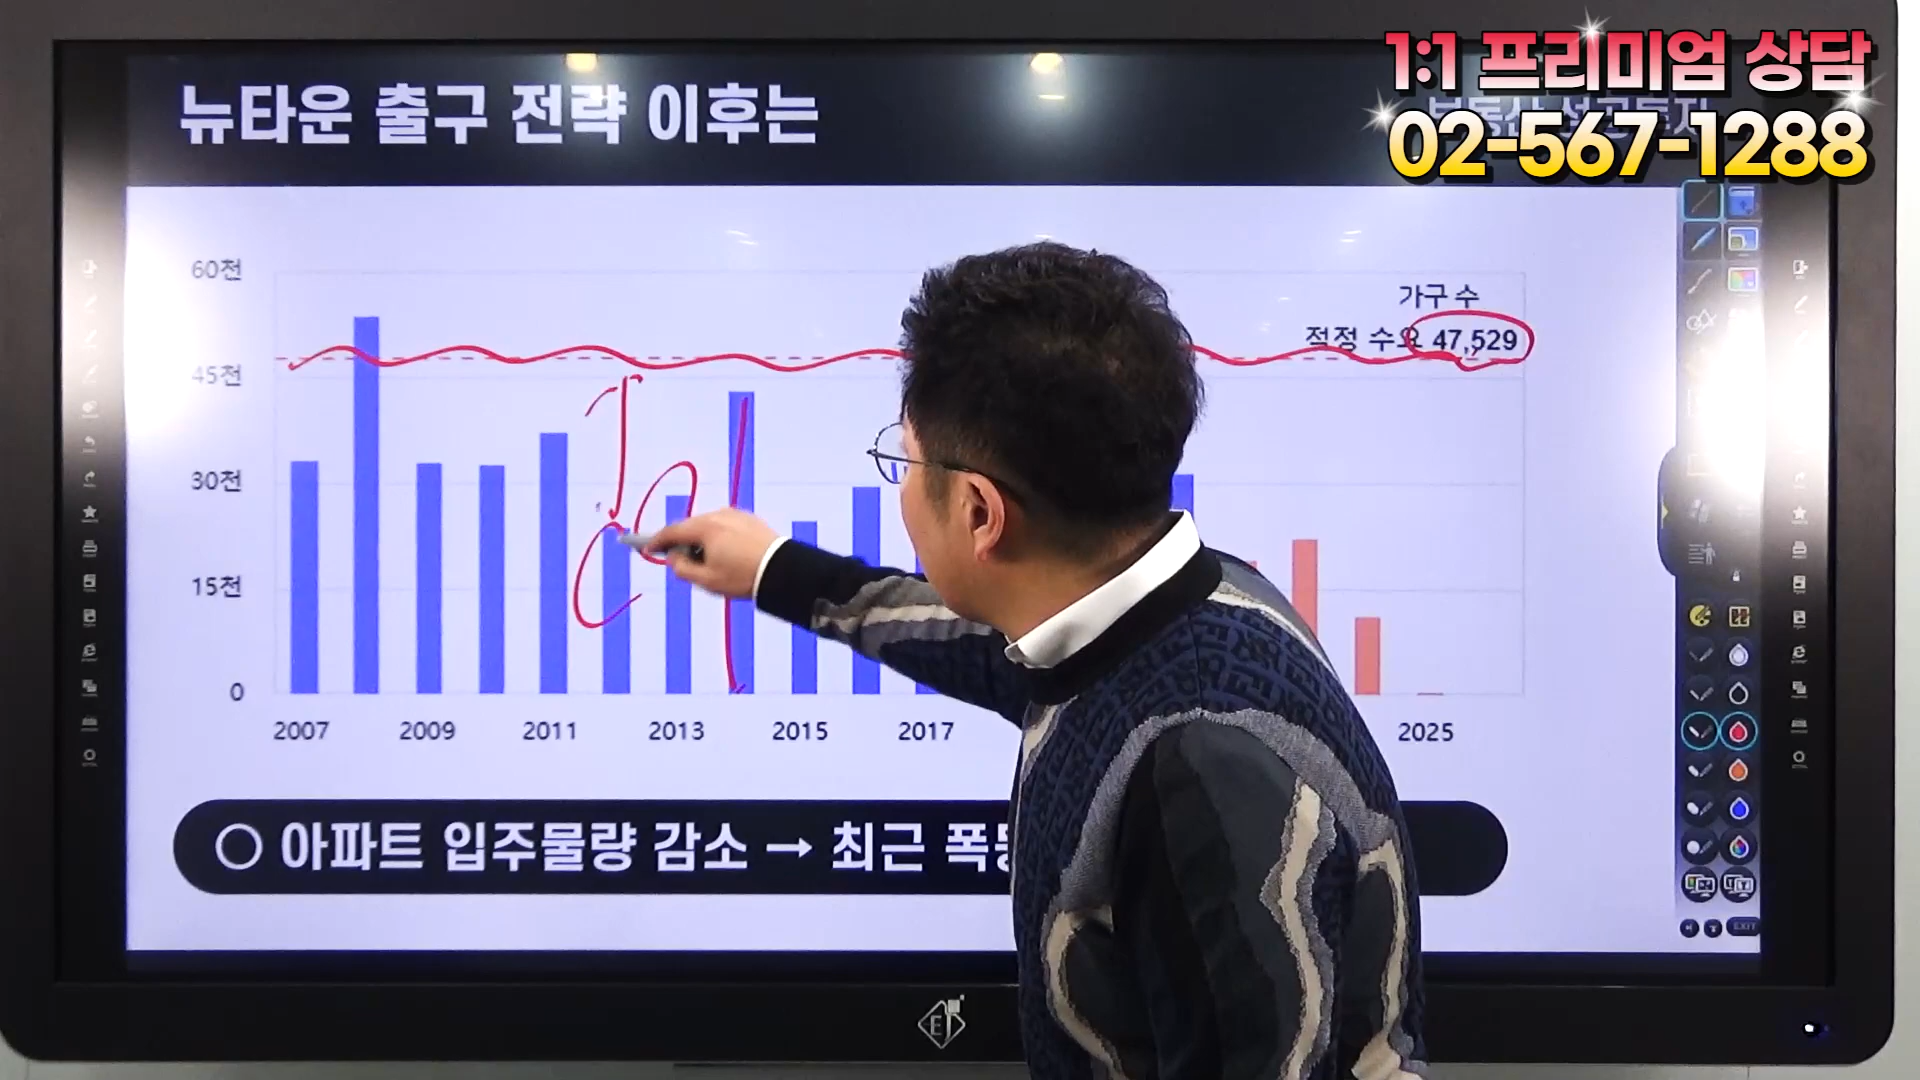 뉴타운 출구 전략 이후는
1:1 프리미엄 상담
02-567-1288
60천
45천
30천
15천
0
가구 수
적정 수요 47,529
2007
2009
2011
2013
2015
2017
2025
○ 아파트 입주물량 감소 → 최근 폭등
EXIT